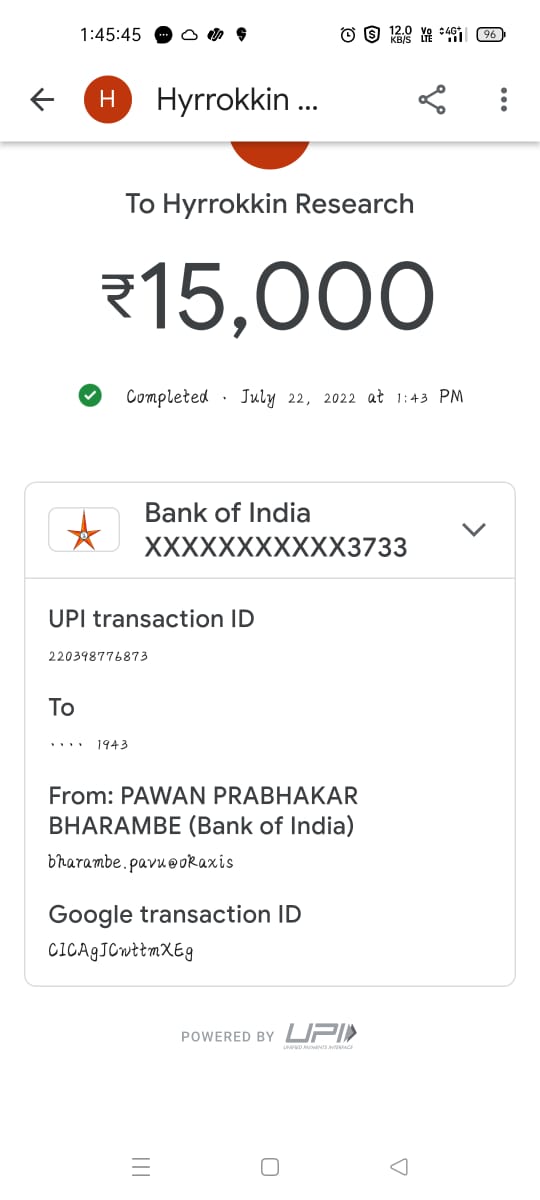 1:45:45 12.0 KB/S Vo LTE 4G+ 96
H Hyrrokkin ...
To Hyrrokkin Research
₹15,000
Completed · July 22, 2022 at 1:43 PM
Bank of India
XXXXXXXXXXX3733
UPI transaction ID
220398776873
To
.... 1943
From: PAWAN PRABHAKAR
BHARAMBE (Bank of India)
bharambe.pavu@okaxis
Google transaction ID
CICAgJCwttmXEg
POWERED BY UPI
UNIFIED PAYMENTS INTERFACE